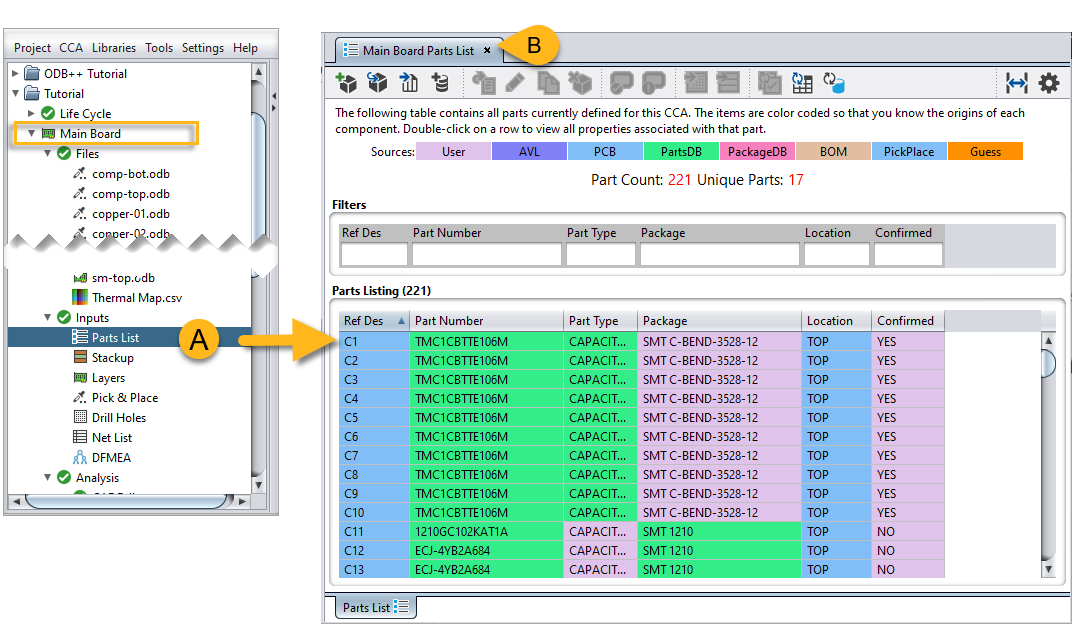 Project CCA Libraries Tools Settings Help
ODB++ Tutorial
Tutorial
Life Cycle
Main Board
Files
comp-bot.odb
comp-top.odb
copper-01.odb
copper-02.odb
sm-top.odb
Thermal Map.csv
Inputs
Parts List
A
Stackup
Layers
Pick & Place
Drill Holes
Net List
DFMEA
Analysis
Main Board Parts List ×
B
The following table contains all parts currently defined for this CCA. The items are color coded so that you know the origins of each
component. Double-click on a row to view all properties associated with that part.
Sources: User AVL PCB PartsDB PackageDB BOM PickPlace Guess
Part Count: 221 Unique Parts: 17
Filters
Ref Des Part Number Part Type Package Location Confirmed
Parts Listing (221)
Ref Des Part Number Part Type Package Location Confirmed
C1 TMC1CBTTE106M CAPACIT... SMT C-BEND-3528-12 TOP YES
C2 TMC1CBTTE106M CAPACIT... SMT C-BEND-3528-12 TOP YES
C3 TMC1CBTTE106M CAPACIT... SMT C-BEND-3528-12 TOP YES
C4 TMC1CBTTE106M CAPACIT... SMT C-BEND-3528-12 TOP YES
C5 TMC1CBTTE106M CAPACIT... SMT C-BEND-3528-12 TOP YES
C6 TMC1CBTTE106M CAPACIT... SMT C-BEND-3528-12 TOP YES
C7 TMC1CBTTE106M CAPACIT... SMT C-BEND-3528-12 TOP YES
C8 TMC1CBTTE106M CAPACIT... SMT C-BEND-3528-12 TOP YES
C9 TMC1CBTTE106M CAPACIT... SMT C-BEND-3528-12 TOP YES
C10 TMC1CBTTE106M CAPACIT... SMT C-BEND-3528-12 TOP YES
C11 1210GC102KAT1A CAPACIT... SMT 1210 TOP NO
C12 ECJ-4YB2A684 CAPACIT... SMT 1210 TOP NO
C13 ECJ-4YB2A684 CAPACIT... SMT 1210 TOP NO
Parts List